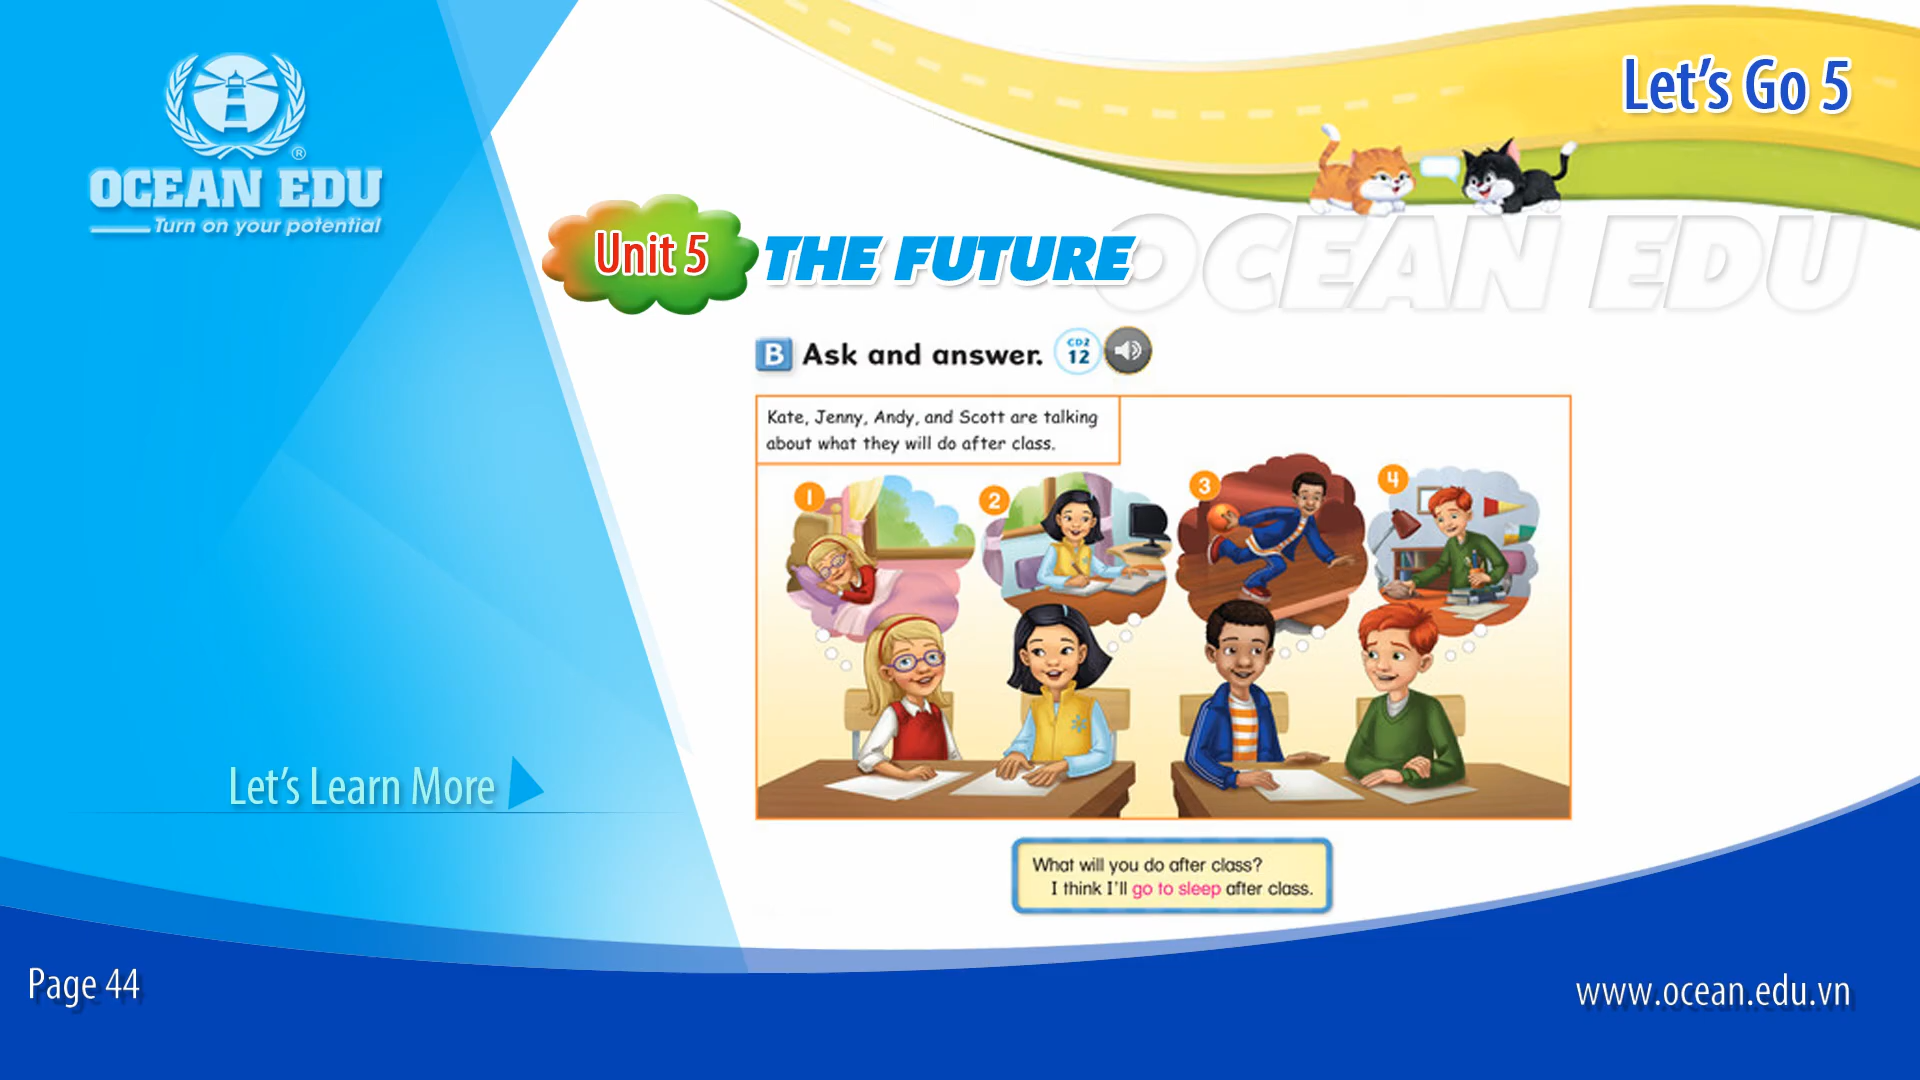 OCEAN EDU
Turn on your potential
®
Let's Go 5
Unit 5
THE FUTURE
OCEAN EDU
B Ask and answer. CD2 12
Kate, Jenny, Andy, and Scott are talking
about what they will do after class.
1
2
3
4
What will you do after class?
I think I'll go to sleep after class.
Let's Learn More
Page 44
www.ocean.edu.vn